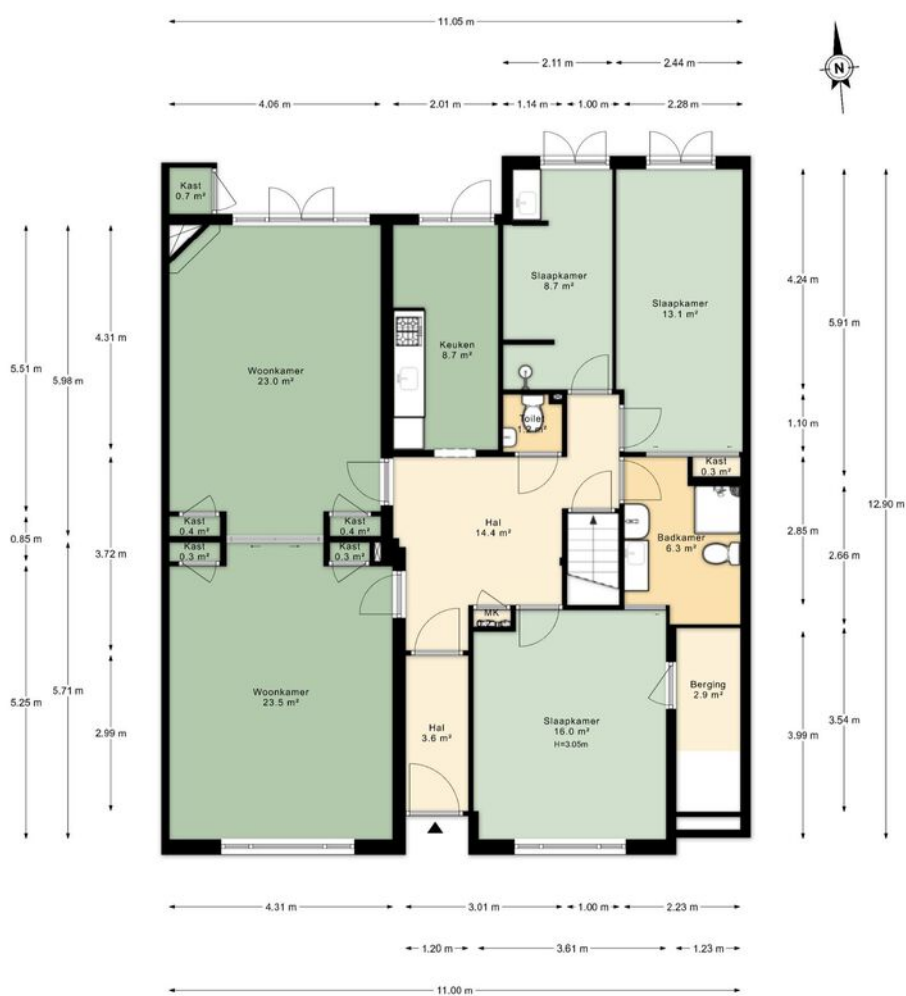 11.05 m
2.11 m
2.44 m
N
4.06 m
2.01 m
1.14 m
1.00 m
2.28 m
Kast
0.7 m²
Slaapkamer
8.7 m²
4.24 m
Slaapkamer
13.1 m²
5.91 m
4.31 m
Keuken
8.7 m²
5.51 m
5.98 m
Woonkamer
23.0 m²
Toilet
1.10 m
Kast
0.3 m²
12.90 m
Kast
0.4 m²
Kast
0.4 m²
Hal
14.4 m²
2.85 m
0.85 m
3.72 m
Kast
0.3 m²
Kast
0.3 m²
Badkamer
6.3 m²
2.66 m
MK
5.25 m
5.71 m
Woonkamer
23.5 m²
Berging
2.9 m²
2.99 m
Hal
3.6 m²
Slaapkamer
16.0 m²
H=3.05m
3.99 m
3.54 m
4.31 m
3.01 m
1.00 m
2.23 m
1.20 m
3.61 m
1.23 m
11.00 m